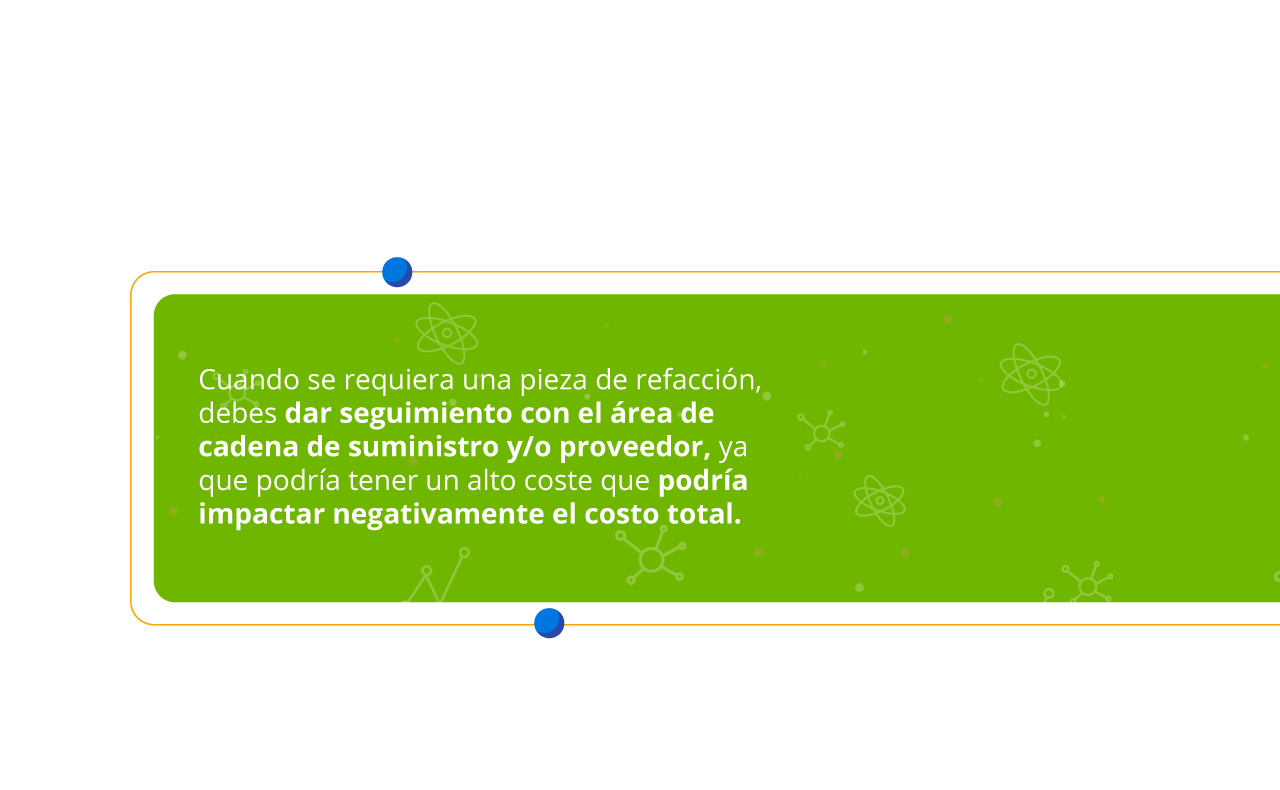 Cuando se requiera una pieza de refacción,
debes dar seguimiento con el área de
cadena de suministro y/o proveedor, ya
que podría tener un alto coste que podría
impactar negativamente el costo total.